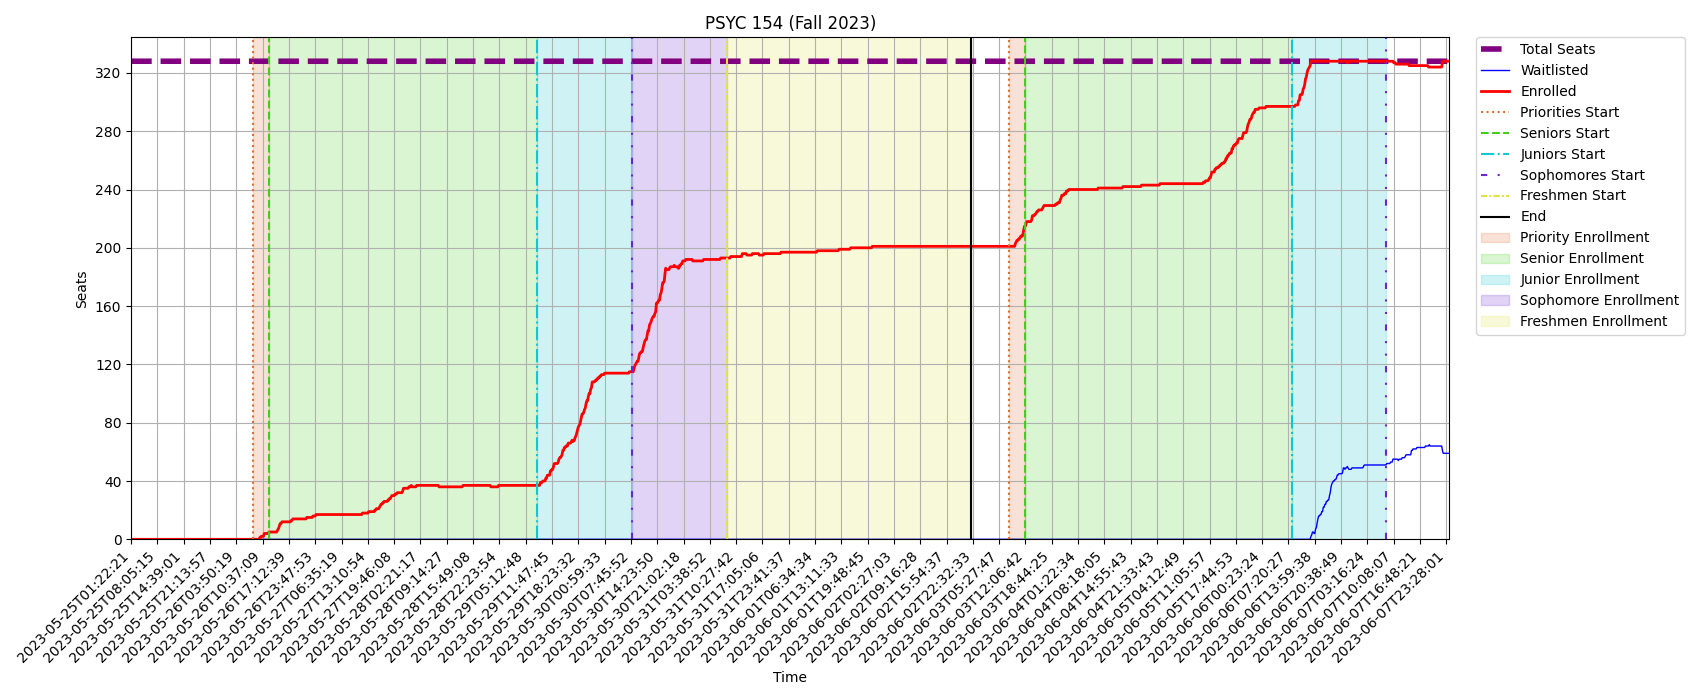 PSYC 154 (Fall 2023)
Seats
320
280
240
200
160
120
80
40
0
2023-05-25T01:22:21
2023-05-25T08:05:15
2023-05-25T14:39:01
2023-05-25T21:13:57
2023-05-26T03:50:19
2023-05-26T10:37:09
2023-05-26T17:12:39
2023-05-26T23:47:53
2023-05-27T06:35:19
2023-05-27T13:10:54
2023-05-27T19:46:08
2023-05-28T02:21:17
2023-05-28T09:14:27
2023-05-28T15:49:08
2023-05-28T22:23:54
2023-05-29T05:12:48
2023-05-29T11:47:45
2023-05-29T18:23:32
2023-05-30T00:59:33
2023-05-30T07:45:52
2023-05-30T14:23:50
2023-05-30T21:02:18
2023-05-31T03:38:52
2023-05-31T10:27:42
2023-05-31T17:05:06
2023-05-31T23:41:37
2023-06-01T06:34:34
2023-06-01T13:11:33
2023-06-01T19:48:45
2023-06-02T02:27:03
2023-06-02T09:16:28
2023-06-02T15:54:37
2023-06-02T22:32:33
2023-06-03T05:27:47
2023-06-03T12:06:42
2023-06-03T18:44:25
2023-06-04T01:22:34
2023-06-04T08:18:05
2023-06-04T14:55:43
2023-06-04T21:33:43
2023-06-05T04:12:49
2023-06-05T11:05:57
2023-06-05T17:44:53
2023-06-06T00:23:24
2023-06-06T07:20:27
2023-06-06T13:59:38
2023-06-06T20:38:49
2023-06-07T03:16:24
2023-06-07T10:08:07
2023-06-07T16:48:21
2023-06-07T23:28:01
Time
Total Seats
Waitlisted
Enrolled
Priorities Start
Seniors Start
Juniors Start
Sophomores Start
Freshmen Start
End
Priority Enrollment
Senior Enrollment
Junior Enrollment
Sophomore Enrollment
Freshmen Enrollment